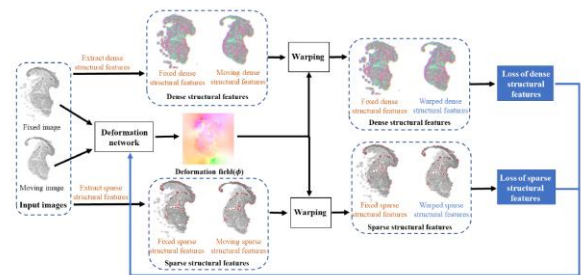 Extract dense
structural features
Fixed dense
structural features
Moving dense
structural features
Dense structural features
Warping
Fixed dense
structural features
Warped dense
structural features
Dense structural features
Loss of dense
structural
features
Fixed image
Moving image
Input images
Deformation
network
Deformation field(ϕ)
Extract sparse
structural features
Fixed sparse
structural features
Moving sparse
structural features
Sparse structural features
Warping
Fixed sparse
structural features
Warped sparse
structural features
Sparse structural features
Loss of sparse
structural
features